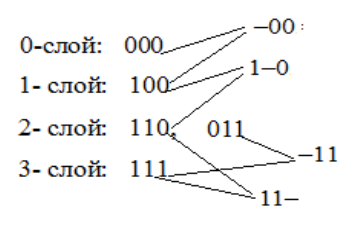 –00 :
0-слой: 000
1–0
1- слой: 100
2- слой: 110, 011
–11
3- слой: 111
11–